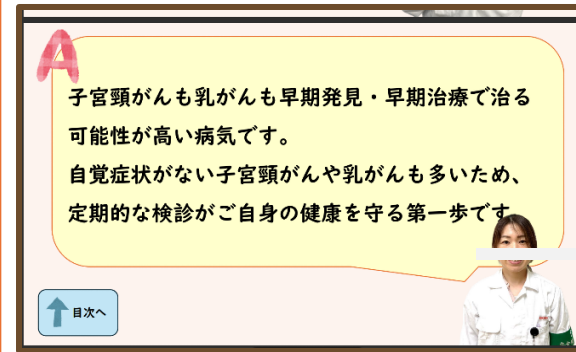 A
子宮頸がんも乳がんも早期発見・早期治療で治る
可能性が高い病気です。
自覚症状がない子宮頸がんや乳がんも多いため、
定期的な検診がご自身の健康を守る第一歩です
目次へ